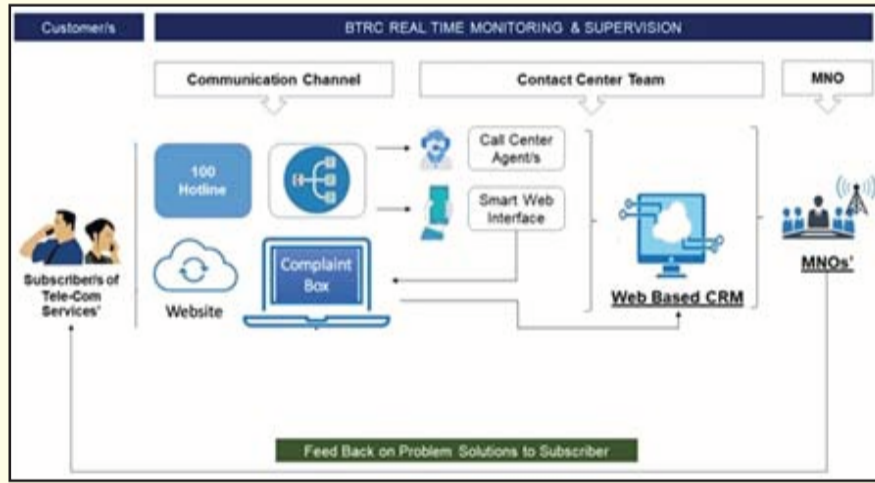 Customer/s
BTRC REAL TIME MONITORING & SUPERVISION
Communication Channel
Contact Center Team
MNO
100
Hotline
Call Center
Agent/s
Smart Web
Interface
Subscriber/s of
Tele-Com
Services'
Website
Complaint
Box
Web Based CRM
MNOs'
Feed Back on Problem Solutions to Subscriber